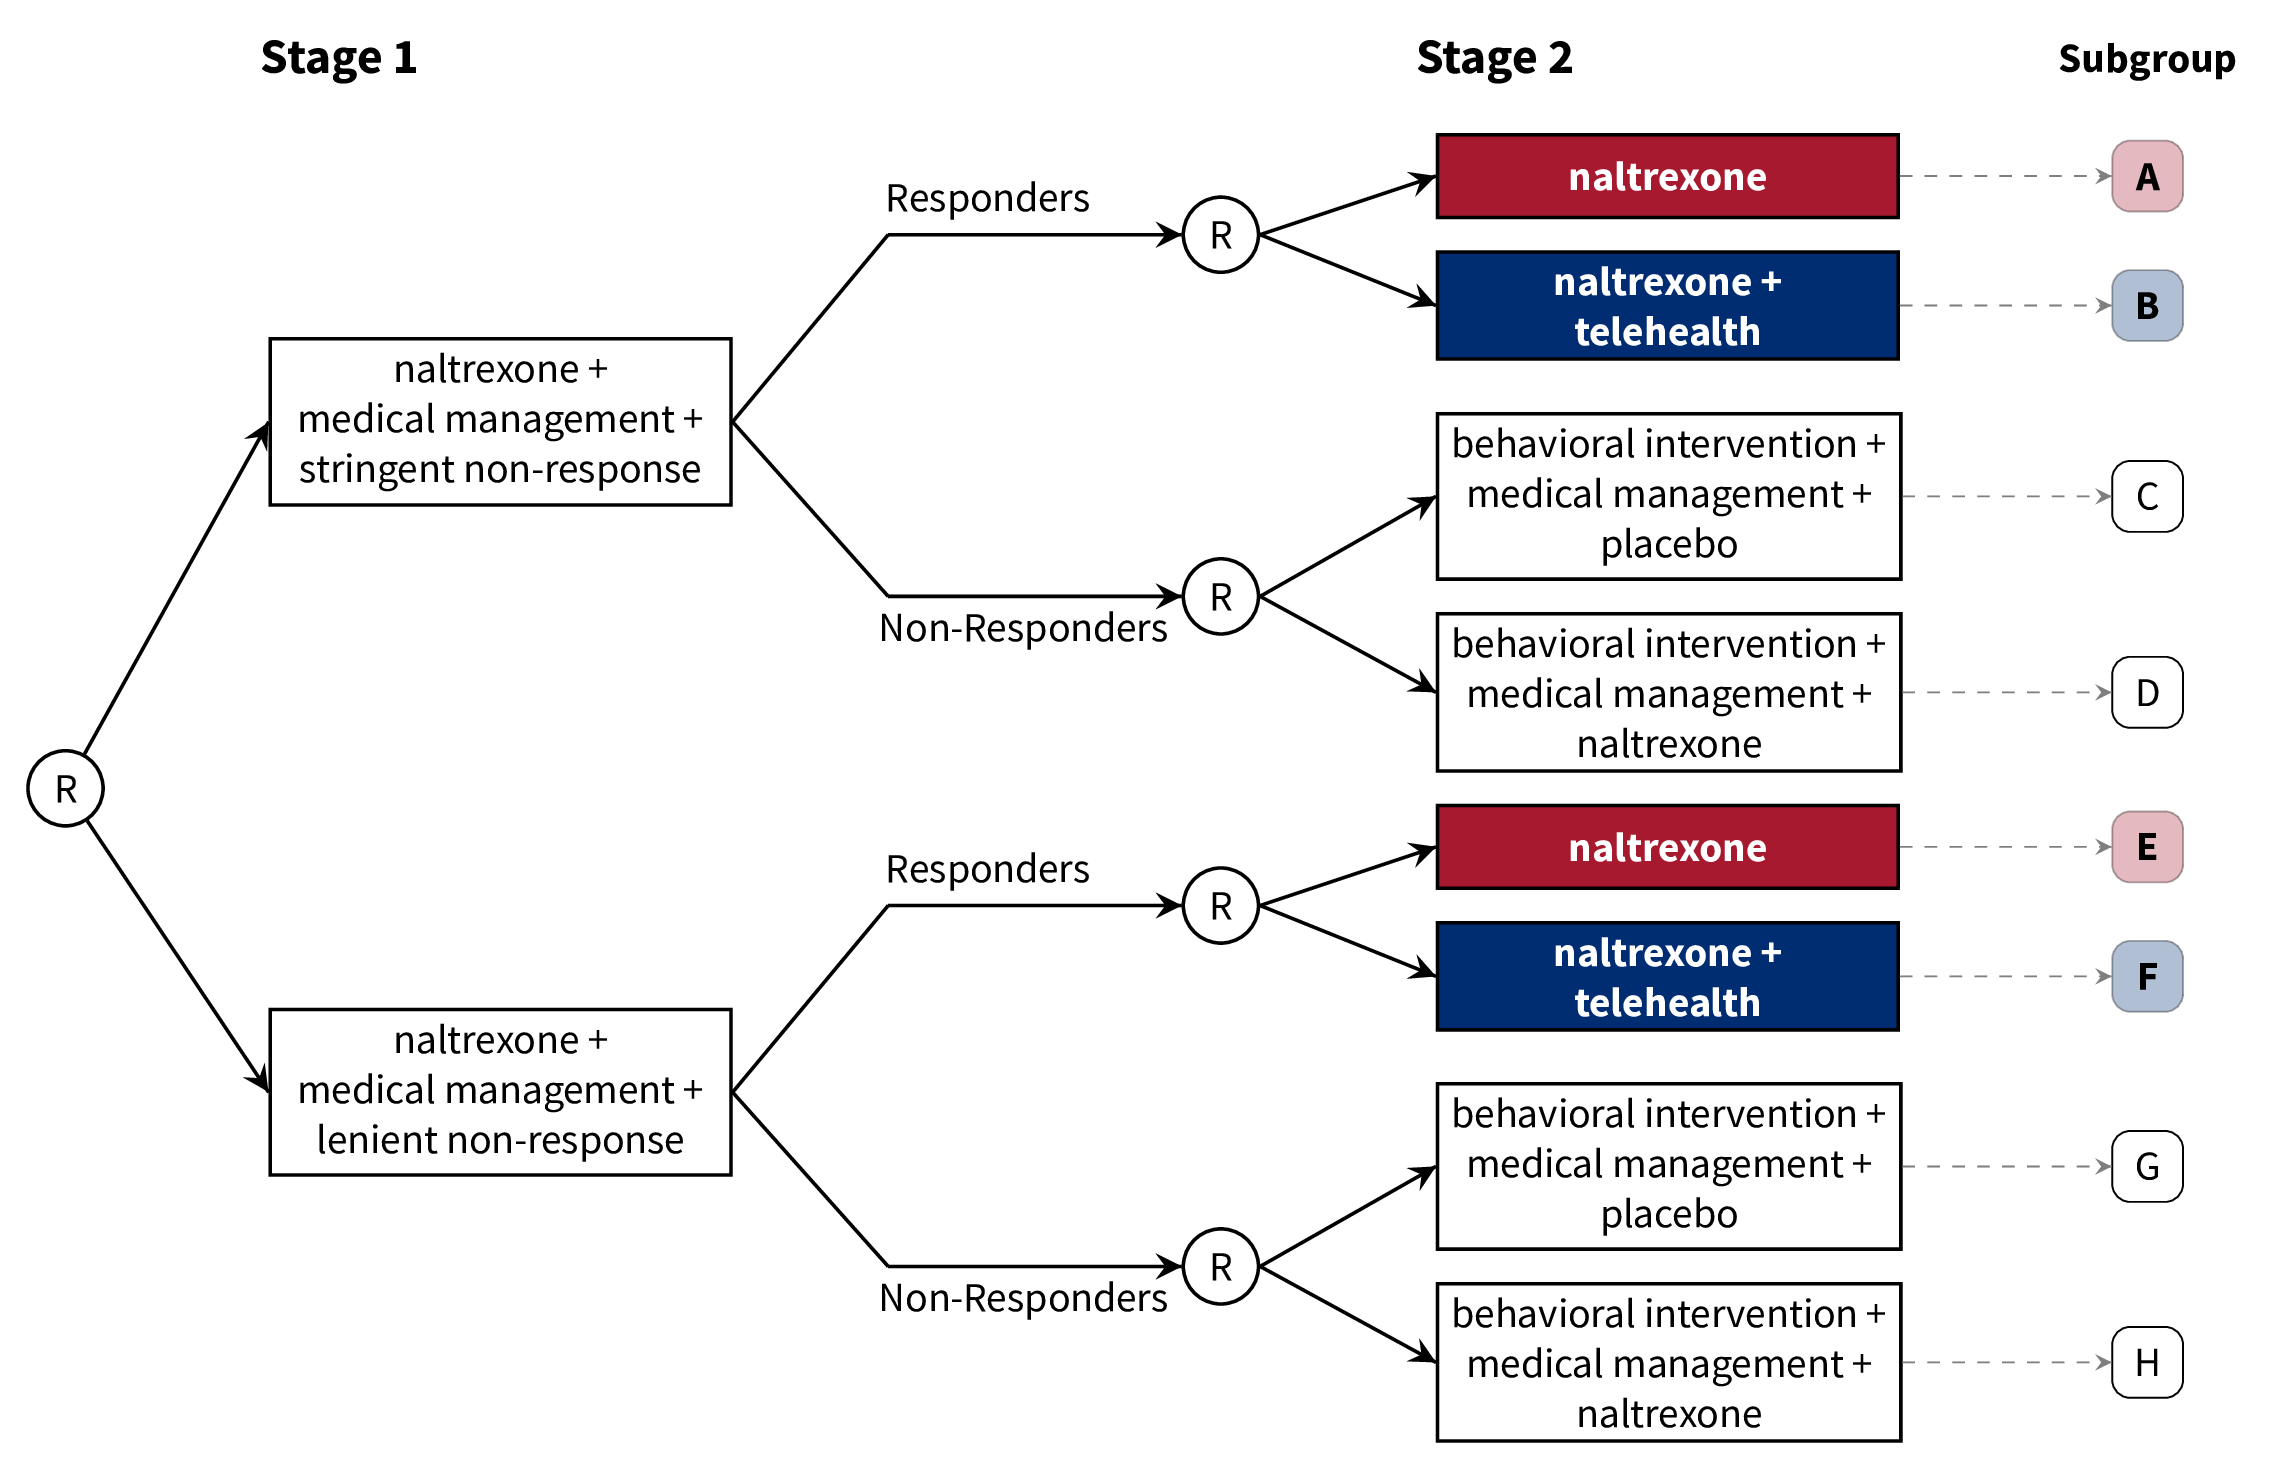 Stage 1
Stage 2
Subgroup
Responders
R
naltrexone
A
naltrexone +
telehealth
B
naltrexone +
medical management +
stringent non-response
Non-Responders
R
behavioral intervention +
medical management +
placebo
C
behavioral intervention +
medical management +
naltrexone
D
R
Responders
R
naltrexone
E
naltrexone +
telehealth
F
naltrexone +
medical management +
lenient non-response
Non-Responders
R
behavioral intervention +
medical management +
placebo
G
behavioral intervention +
medical management +
naltrexone
H